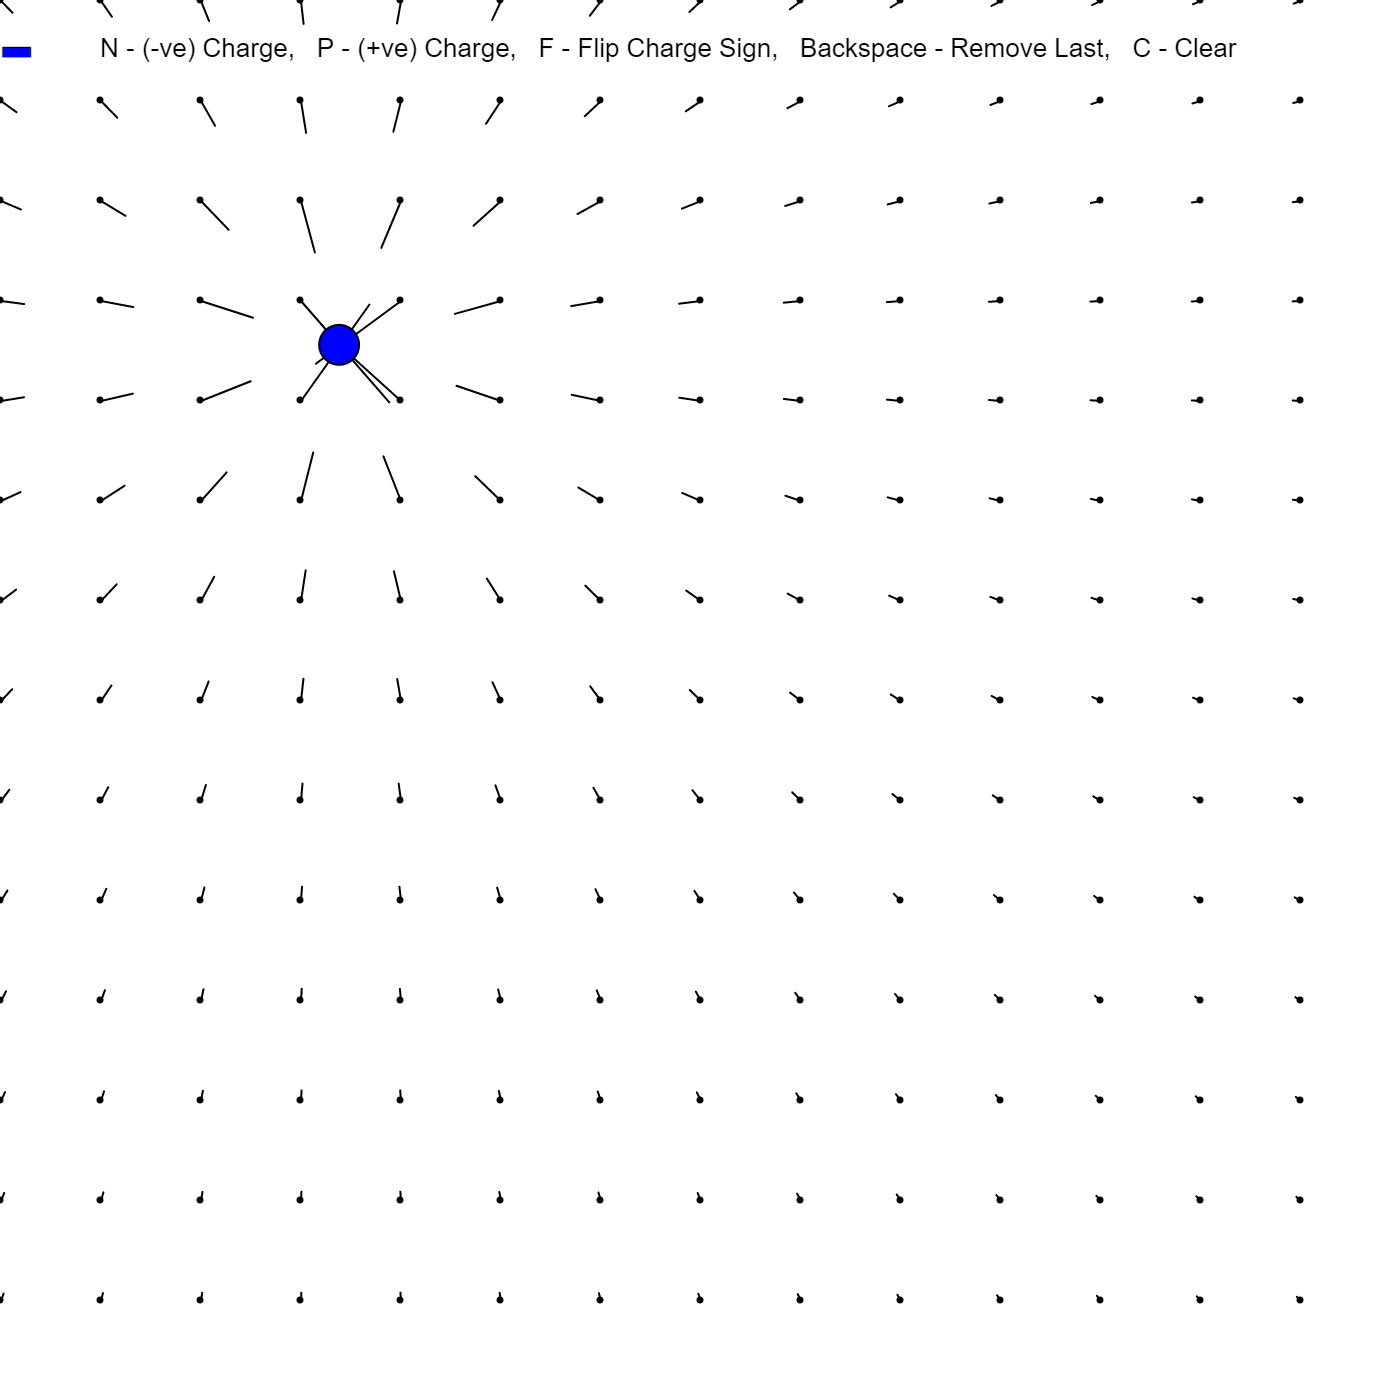 N - (-ve) Charge, P - (+ve) Charge, F - Flip Charge Sign, Backspace - Remove Last, C - Clear